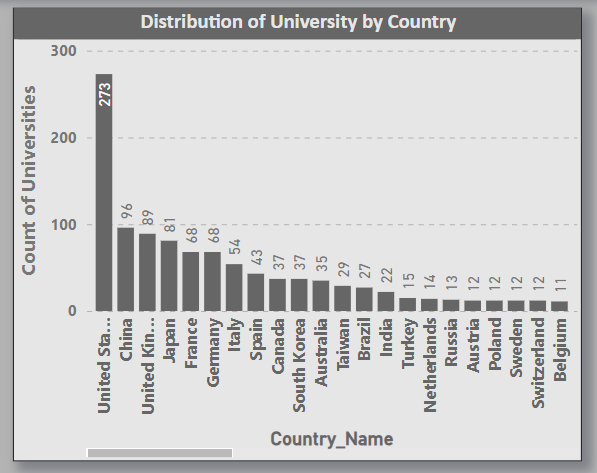 Distribution of University by Country
Count of Universities
300
200
100
0
273
96
89
81
68
68
54
43
37
37
35
29
27
22
15
14
13
12
12
12
12
11
United Sta...
China
United Kin...
Japan
France
Germany
Italy
Spain
Canada
South Korea
Australia
Taiwan
Brazil
India
Turkey
Netherlands
Russia
Austria
Poland
Sweden
Switzerland
Belgium
Country_Name